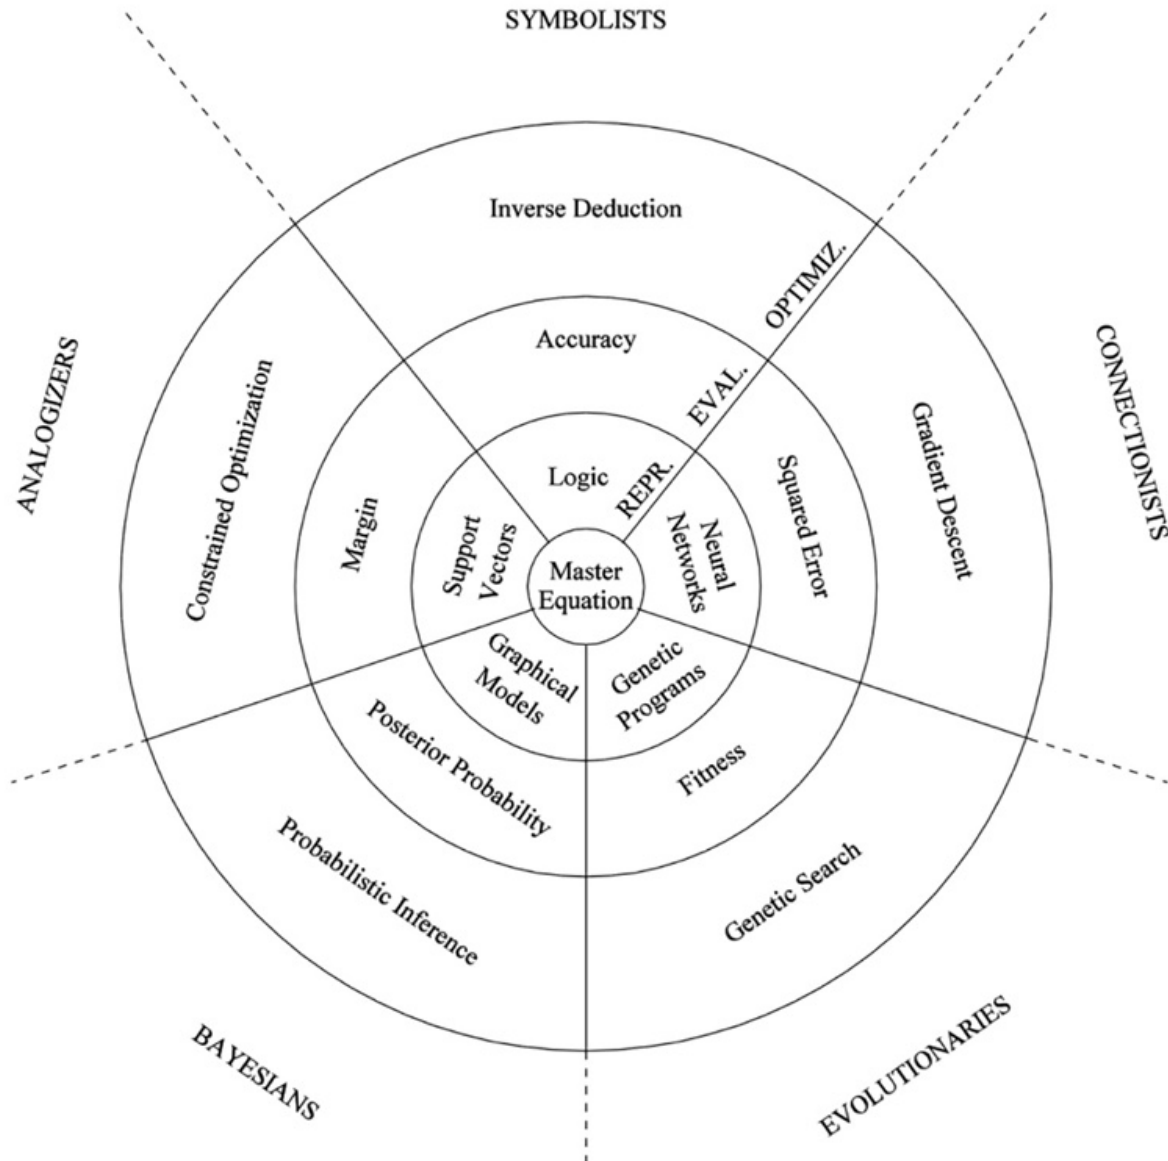 SYMBOLISTS
Inverse Deduction
OPTIMIZ.
Accuracy
EVAL.
Logic
REPR.
ANALOGIZERS
Constrained Optimization
Margin
Support
Vectors
Master
Equation
Neural
Networks
Squared Error
Gradient Descent
CONNECTIONISTS
Graphical
Models
Genetic
Programs
Posterior Probability
Fitness
Probabilistic Inference
Genetic Search
BAYESIANS
EVOLUTIONARIES